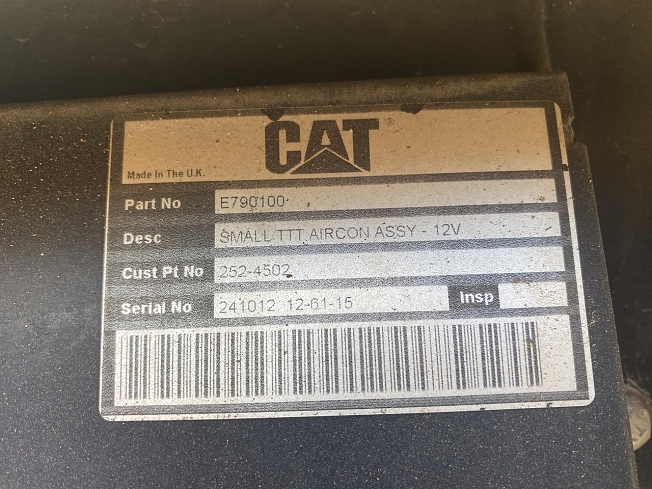 CAT®
Made In The U.K.
Part No E790100
Desc SMALL TTT AIRCON ASSY - 12V
Cust Pt No 252-4502
Serial No 241012 12-61-15 Insp